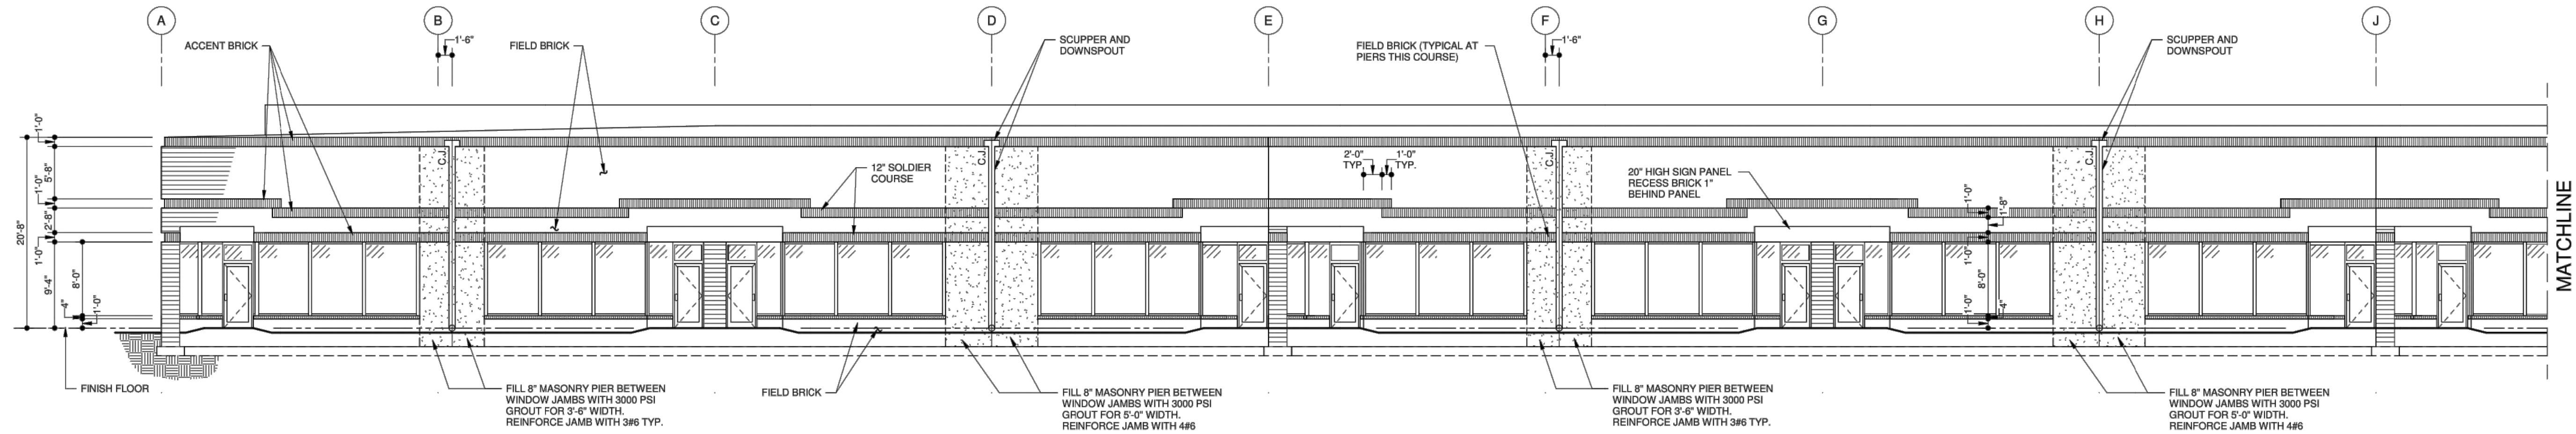 A
B
C
D
E
F
G
H
J
1'-6"
1'-6"
ACCENT BRICK
FIELD BRICK
SCUPPER AND
DOWNSPOUT
FIELD BRICK (TYPICAL AT
PIERS THIS COURSE)
SCUPPER AND
DOWNSPOUT
MATCHLINE
1'-0"
5'-8"
1'-0"
2'-8"
1'-0"
20'-8"
9'-4"
8'-0"
4"
1'-0"
C.J.
C.J.
C.J.
C.J.
12" SOLDIER
COURSE
2'-0"
TYP.
1'-0"
TYP.
20" HIGH SIGN PANEL
RECESS BRICK 1"
BEHIND PANEL
1'-0"
1'-8"
1'-0"
8'-0"
1'-0"
4"
FINISH FLOOR
FILL 8" MASONRY PIER BETWEEN
WINDOW JAMBS WITH 3000 PSI
GROUT FOR 3'-6" WIDTH.
REINFORCE JAMB WITH 3#6 TYP.
FIELD BRICK
FILL 8" MASONRY PIER BETWEEN
WINDOW JAMBS WITH 3000 PSI
GROUT FOR 5'-0" WIDTH.
REINFORCE JAMB WITH 4#6
FILL 8" MASONRY PIER BETWEEN
WINDOW JAMBS WITH 3000 PSI
GROUT FOR 3'-6" WIDTH.
REINFORCE JAMB WITH 3#6 TYP.
FILL 8" MASONRY PIER BETWEEN
WINDOW JAMBS WITH 3000 PSI
GROUT FOR 5'-0" WIDTH.
REINFORCE JAMB WITH 4#6